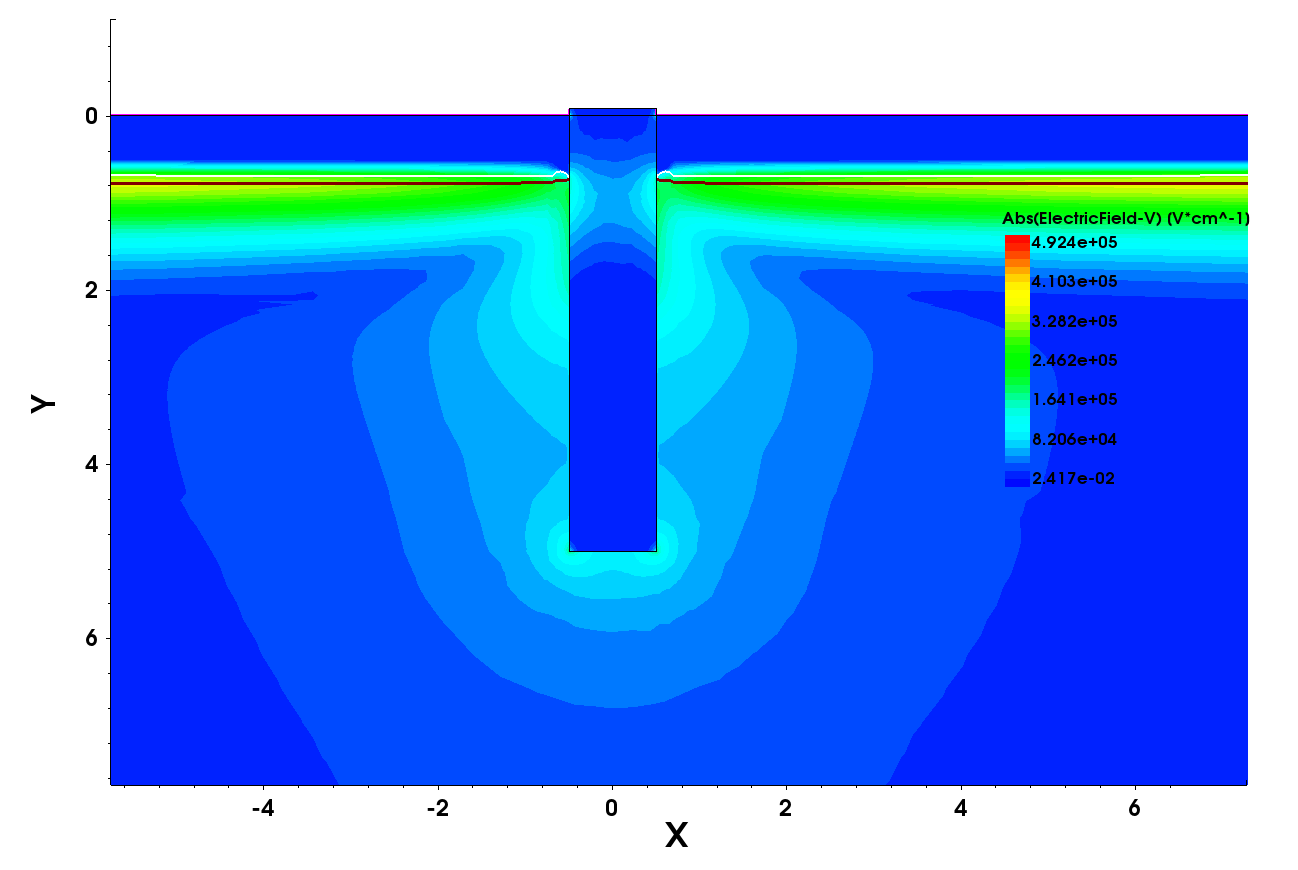 0
2
4
6
Y
Abs(ElectricField-V) (V*cm^-1)
4.924e+05
4.103e+05
3.282e+05
2.462e+05
1.641e+05
8.206e+04
2.417e-02
-4 -2 0 2 4 6
X